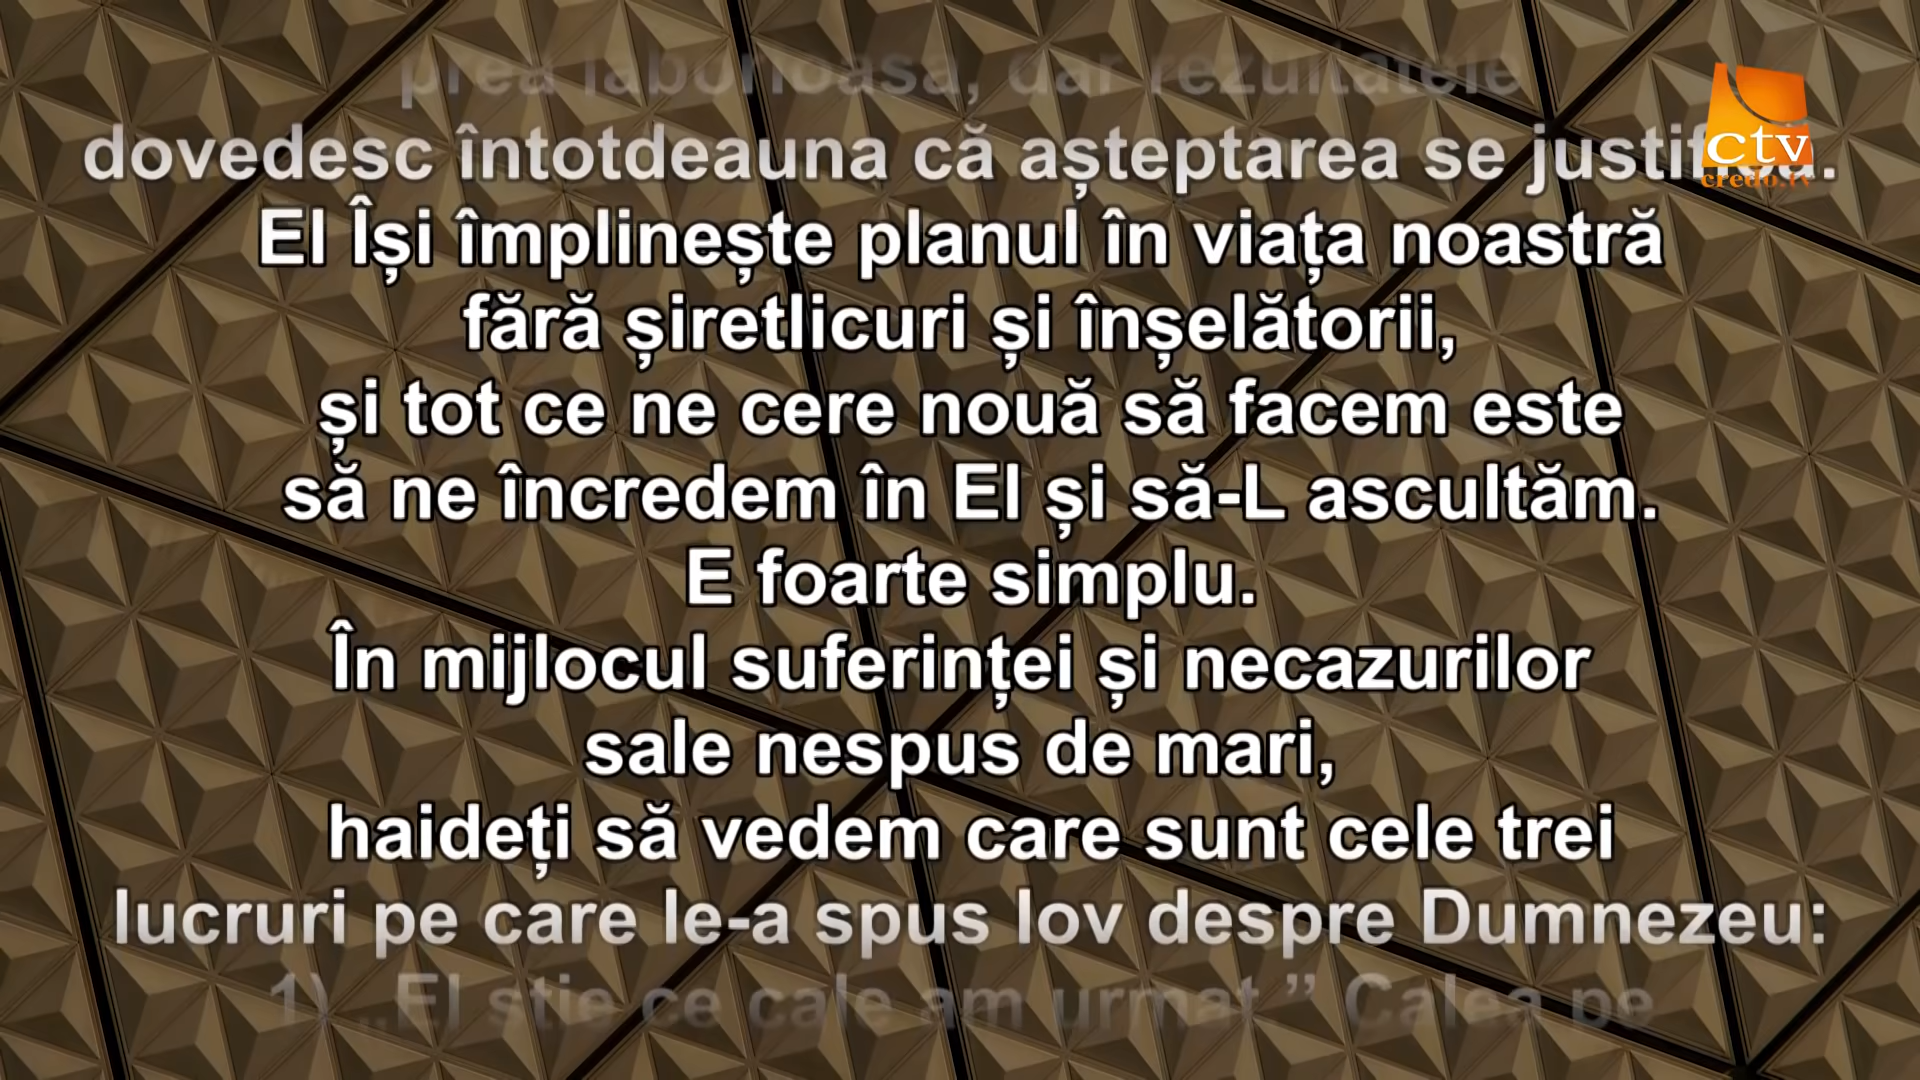 prea laborioasă, dar rezultatele
dovedesc întotdeauna că așteptarea se justifică.
El Își împlinește planul în viața noastră
fără șiretlicuri și înșelătorii,
și tot ce ne cere nouă să facem este
să ne încredem în El și să-L ascultăm.
E foarte simplu.
În mijlocul suferinței și necazurilor
sale nespus de mari,
haideți să vedem care sunt cele trei
lucruri pe care le-a spus Iov despre Dumnezeu:
1) „El știe ce cale am urmat.” Calea pe
ctv
credo.tv